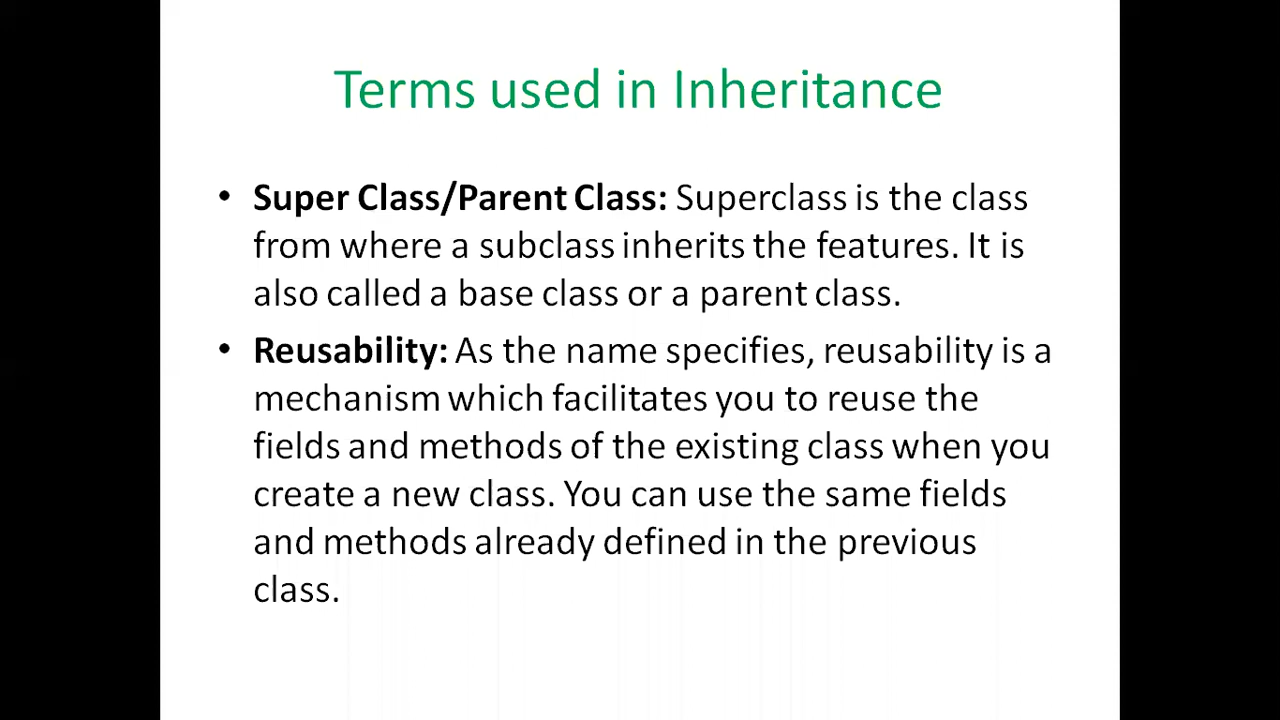 Terms used in Inheritance
• Super Class/Parent Class: Superclass is the class
from where a subclass inherits the features. It is
also called a base class or a parent class.
• Reusability: As the name specifies, reusability is a
mechanism which facilitates you to reuse the
fields and methods of the existing class when you
create a new class. You can use the same fields
and methods already defined in the previous
class.